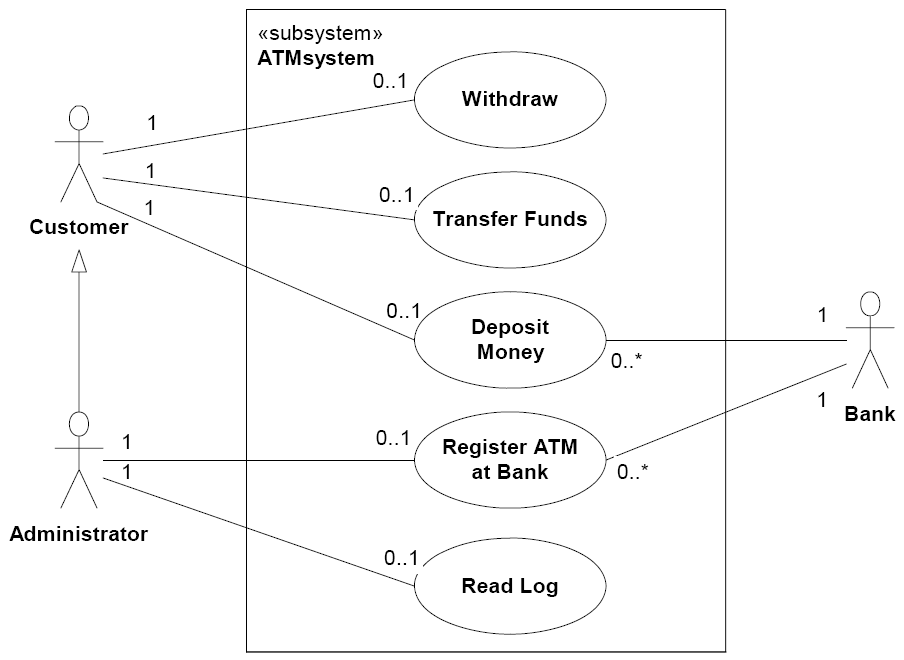 «subsystem»
ATMsystem
0..1
Withdraw
1
1
0..1
Transfer Funds
1
Customer
0..1
Deposit
Money
1
0..*
1
Bank
1
0..1
Register ATM
at Bank
1
0..*
Administrator
0..1
Read Log